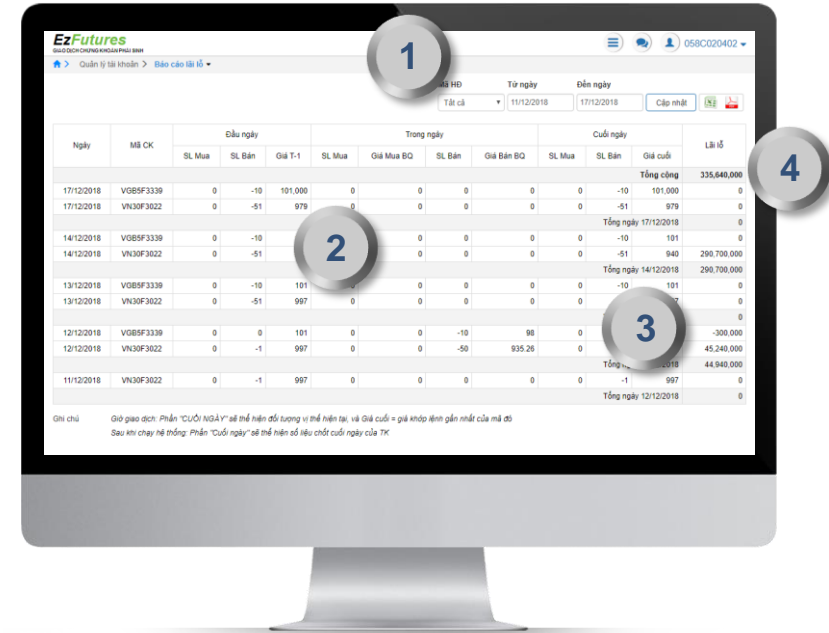 EzFutures
GIAO DỊCH CHỨNG KHOÁN PHÁI SINH
058C020402
Quản lý tài khoản > Báo cáo lãi lỗ
1
Mã HĐ Từ ngày Đến ngày
Tất cả 11/12/2018 17/12/2018 Cập nhật
Ngày Mã CK Đầu ngày Trong ngày Cuối ngày Lãi lỗ
SL Mua SL Bán Giá T-1 SL Mua Giá Mua BQ SL Bán Giá Bán BQ SL Mua SL Bán Giá cuối
Tổng cộng 335,640,000
4
17/12/2018 VGB5F3339 0 -10 101,000 0 0 0 0 0 -10 101,000 0
17/12/2018 VN30F3022 0 -51 979 0 0 0 0 0 -51 979 0
Tổng ngày 17/12/2018 0
2
14/12/2018 VGB5F3339 0 -10 0 0 0 0 -10 101 0
14/12/2018 VN30F3022 0 -51 0 0 0 0 -51 940 290,700,000
Tổng ngày 14/12/2018 290,700,000
13/12/2018 VGB5F3339 0 -10 101 0 0 0 0 -10 101 0
13/12/2018 VN30F3022 0 -51 997 0 0 0 0 0 0
0
3
12/12/2018 VGB5F3339 0 0 101 0 0 -10 98 0 -300,000
12/12/2018 VN30F3022 0 -1 997 0 0 -50 935.26 0 45,240,000
Tổng 2018 44,940,000
11/12/2018 VN30F3022 0 -1 997 0 0 0 0 0 -1 997 0
Tổng ngày 12/12/2018 0
Ghi chú Giờ giao dịch: Phần "CUỐI NGÀY" sẽ thể hiện đối tượng vị thế hiện tại, và Giá cuối = giá khớp lệnh gần nhất của mã đó
Sau khi chạy hệ thống: Phần "Cuối ngày" sẽ thể hiện số liệu chốt cuối ngày của TK